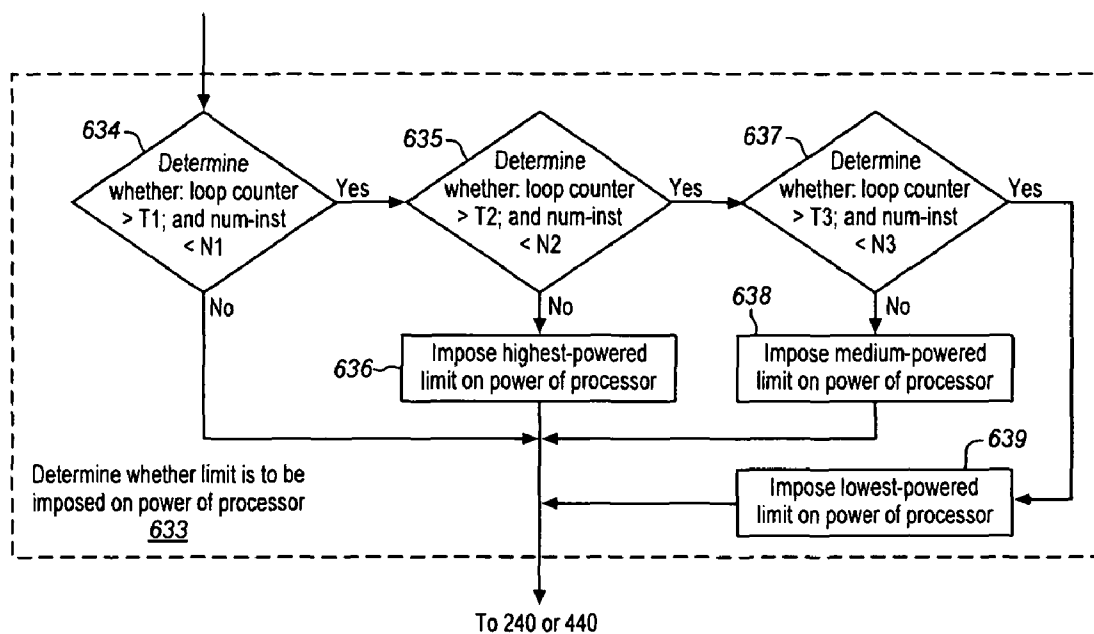 634
Determine
whether: loop counter
> T1; and num-inst
< N1
Yes
No
635
Determine
whether: loop counter
> T2; and num-inst
< N2
Yes
No
637
Determine
whether: loop counter
> T3; and num-inst
< N3
Yes
No
636
Impose highest-powered
limit on power of processor
638
Impose medium-powered
limit on power of processor
639
Impose lowest-powered
limit on power of processor
Determine whether limit is to be
imposed on power of processor
633
To 240 or 440